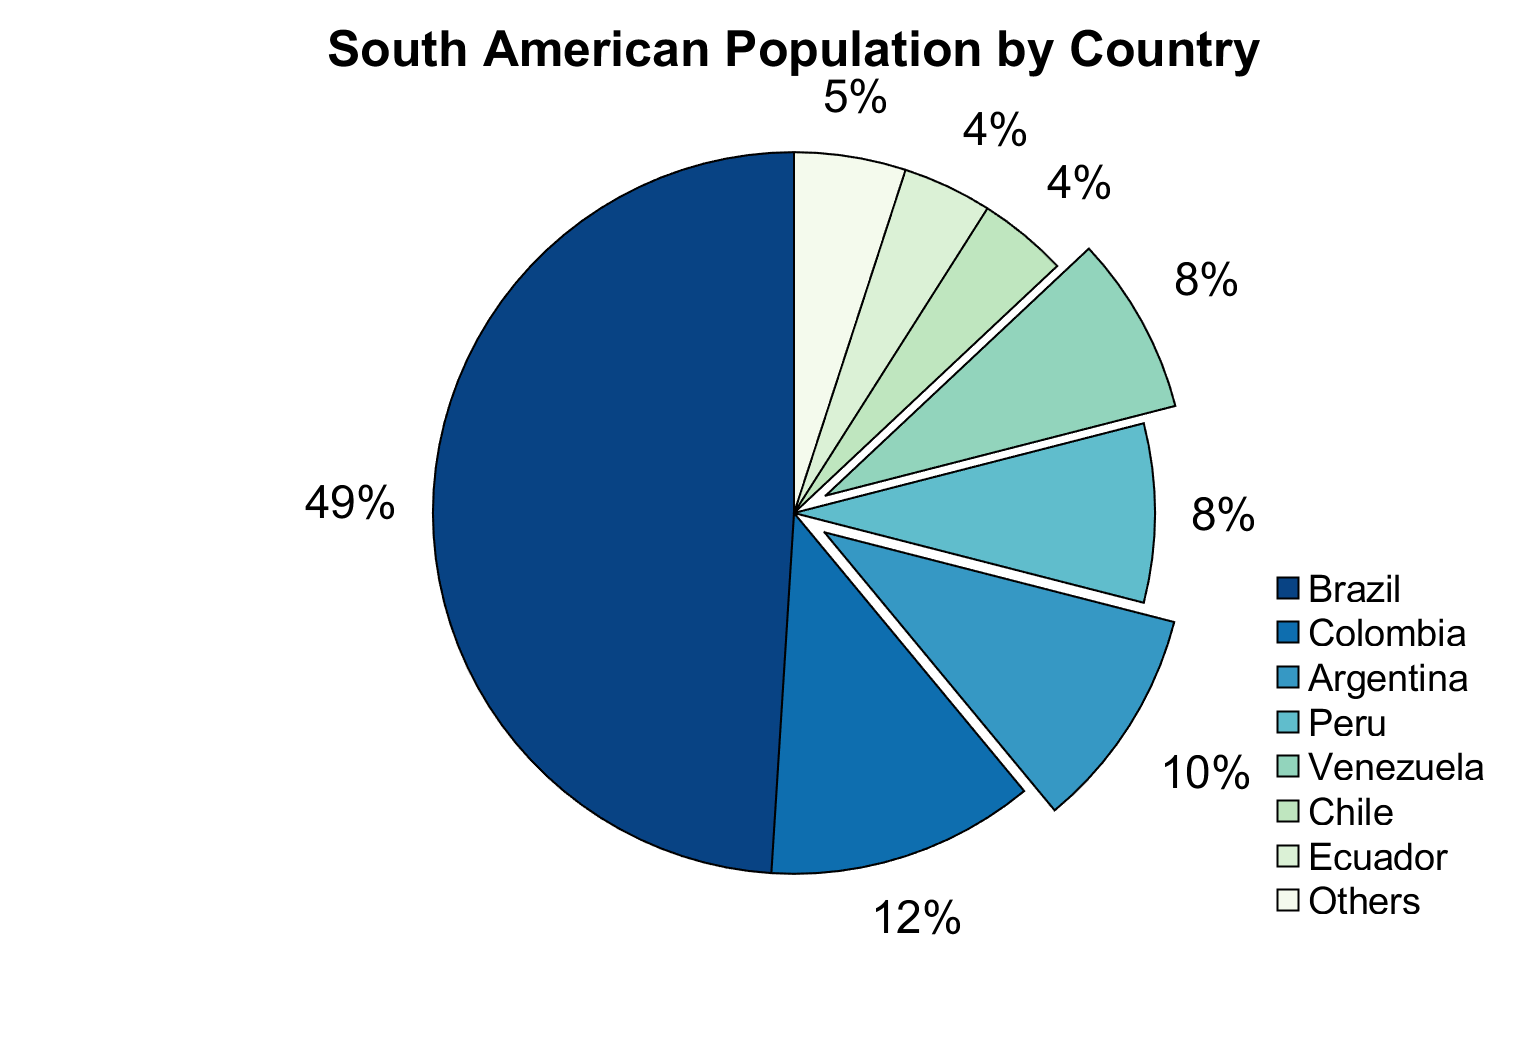 South American Population by Country
5%
4%
4%
8%
49%
8%
10%
12%
Brazil
Colombia
Argentina
Peru
Venezuela
Chile
Ecuador
Others